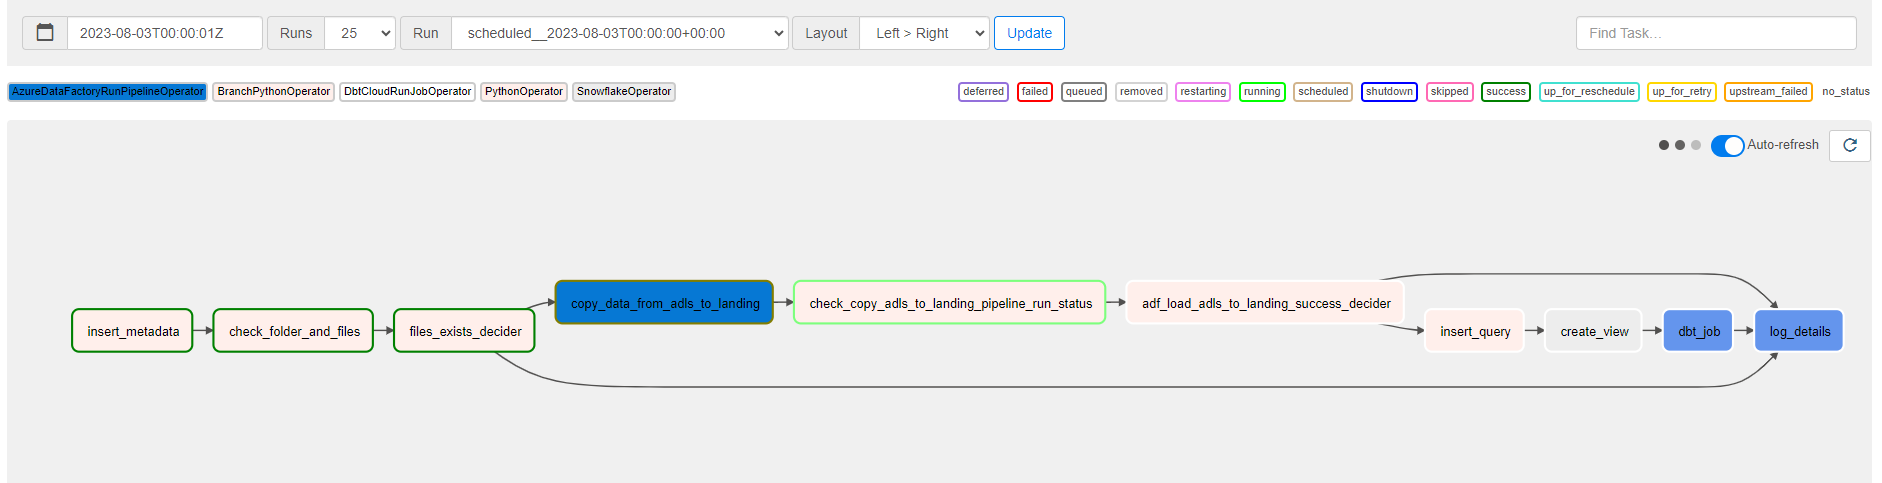 2023-08-03T00:00:01Z Runs 25 Run scheduled__2023-08-03T00:00:00+00:00 Layout Left > Right Update Find Task...
AzureDataFactoryRunPipelineOperator BranchPythonOperator DbtCloudRunJobOperator PythonOperator SnowflakeOperator deferred failed queued removed restarting running scheduled shutdown skipped success up_for_reschedule up_for_retry upstream_failed no_status
Auto-refresh
copy_data_from_adls_to_landing check_copy_adls_to_landing_pipeline_run_status adf_load_adls_to_landing_success_decider
insert_metadata check_folder_and_files files_exists_decider insert_query create_view dbt_job log_details